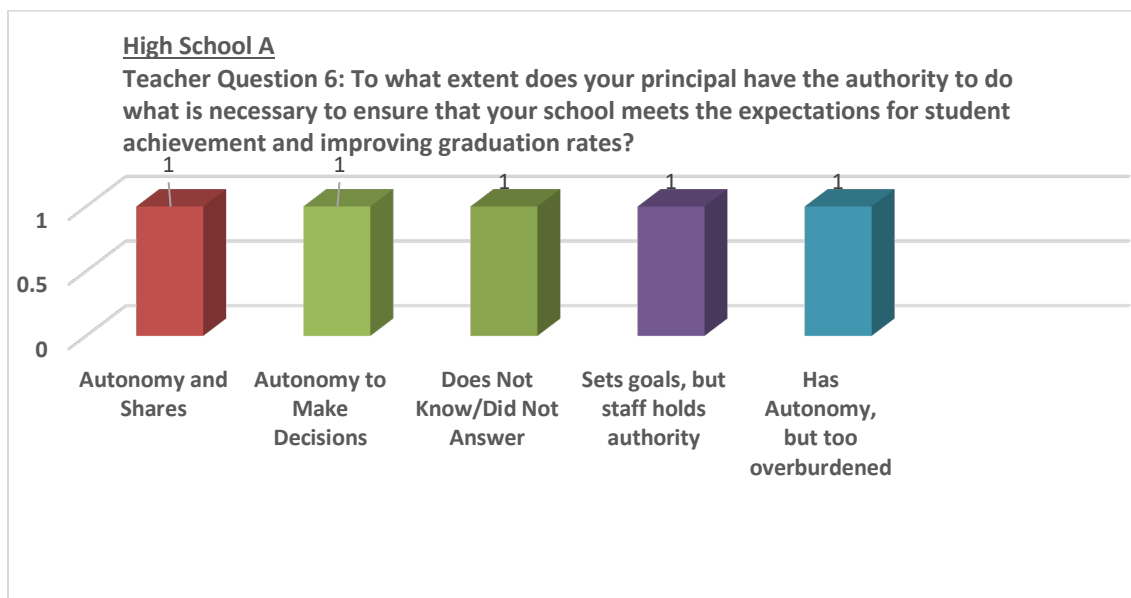 High School A
Teacher Question 6: To what extent does your principal have the authority to do
what is necessary to ensure that your school meets the expectations for student
achievement and improving graduation rates?
1 1 1 1 1
1
0.5
0
Autonomy and
Shares
Autonomy to
Make
Decisions
Does Not
Know/Did Not
Answer
Sets goals, but
staff holds
authority
Has
Autonomy,
but too
overburdened